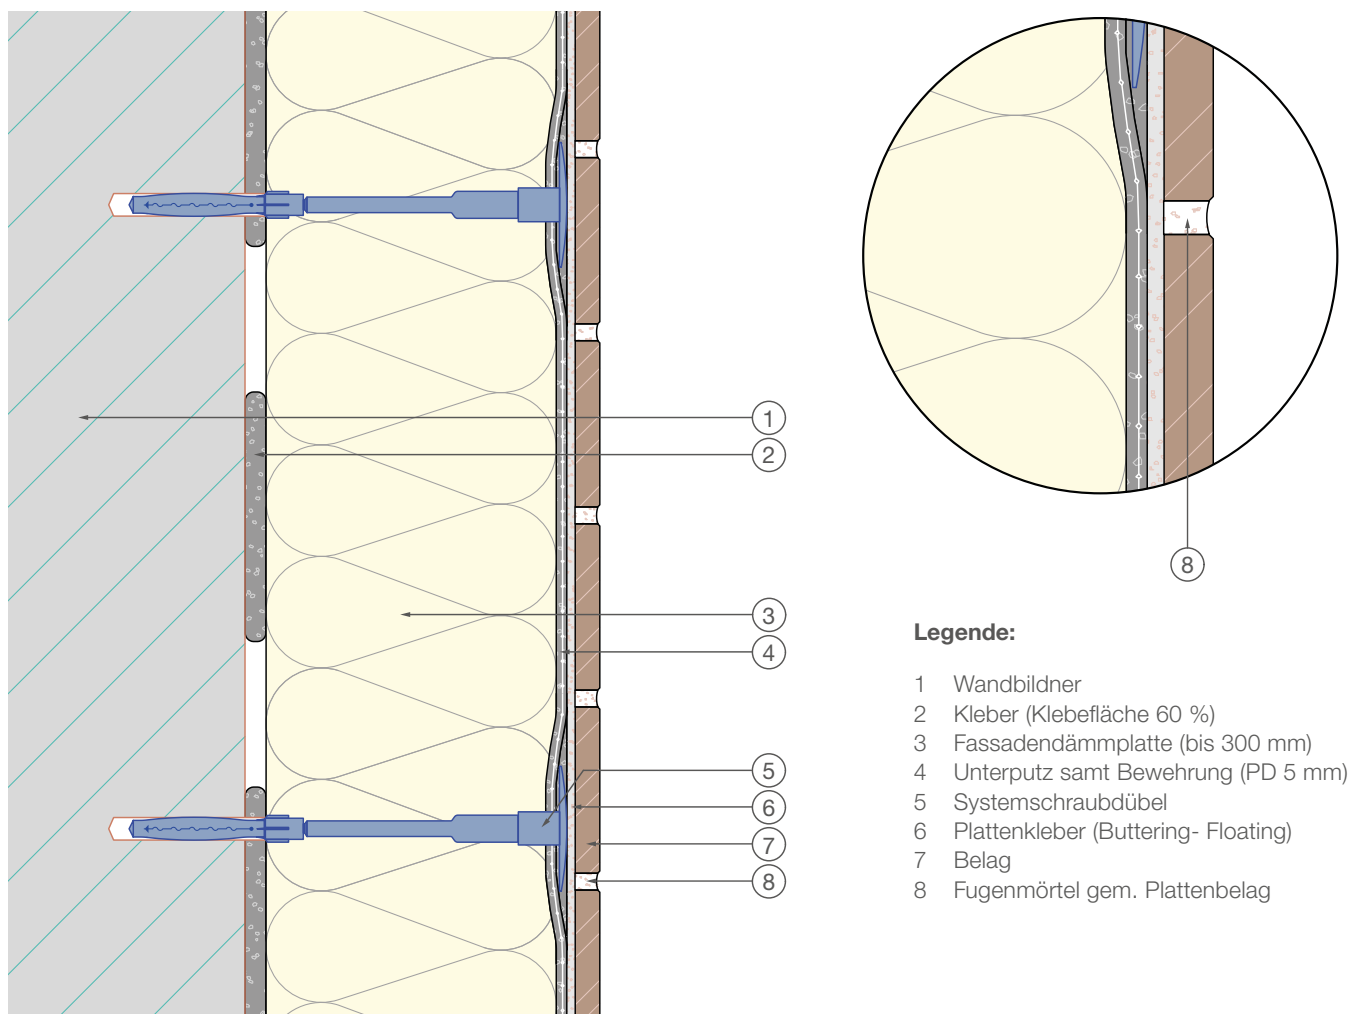 1
2
3
4
5
6
7
8
8
Legende:
1 Wandbildner
2 Kleber (Klebefläche 60 %)
3 Fassadendämmplatte (bis 300 mm)
4 Unterputz samt Bewehrung (PD 5 mm)
5 Systemschraubdübel
6 Plattenkleber (Buttering- Floating)
7 Belag
8 Fugenmörtel gem. Plattenbelag